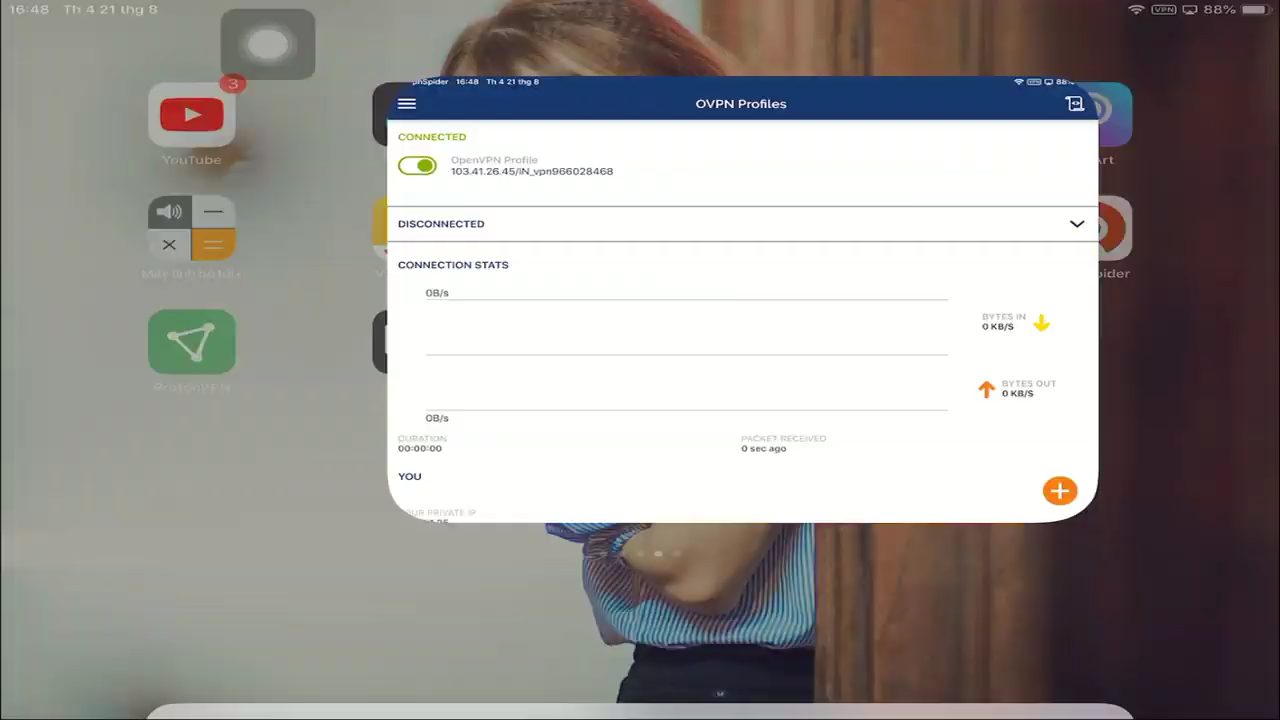 16:48 Th 4 21 thg 8
VPN 88%
3
YouTube
ProtonVPN
16:48 Th 4 21 thg 8
OVPN Profiles
CONNECTED
OpenVPN Profile
103.41.26.45/iN_vpn966028468
DISCONNECTED
CONNECTION STATS
0B/s
BYTES IN
0 KB/S
BYTES OUT
0 KB/S
0B/s
DURATION
00:00:00
PACKET RECEIVED
0 sec ago
YOU